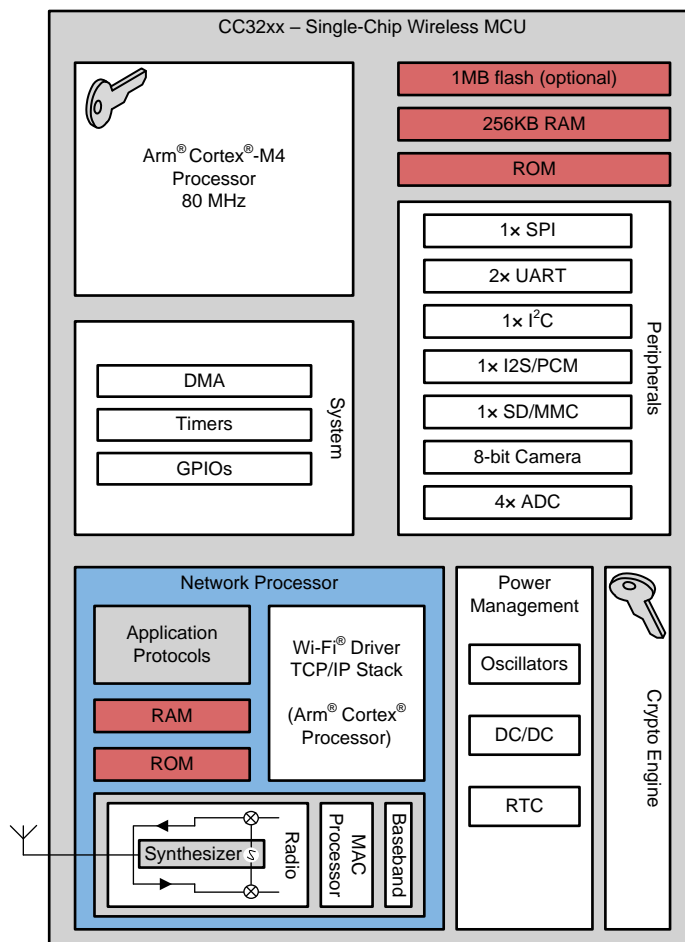 CC32xx – Single-Chip Wireless MCU
Arm® Cortex®-M4
Processor
80 MHz
1MB flash (optional)
256KB RAM
ROM
1× SPI
2× UART
1× I²C
1× I2S/PCM
1× SD/MMC
8-bit Camera
4× ADC
Peripherals
DMA
Timers
GPIOs
System
Network Processor
Application
Protocols
RAM
ROM
Wi-Fi® Driver
TCP/IP Stack
(Arm® Cortex®
Processor)
Synthesizer
Radio
MAC
Processor
Baseband
Power
Management
Oscillators
DC/DC
RTC
Crypto Engine